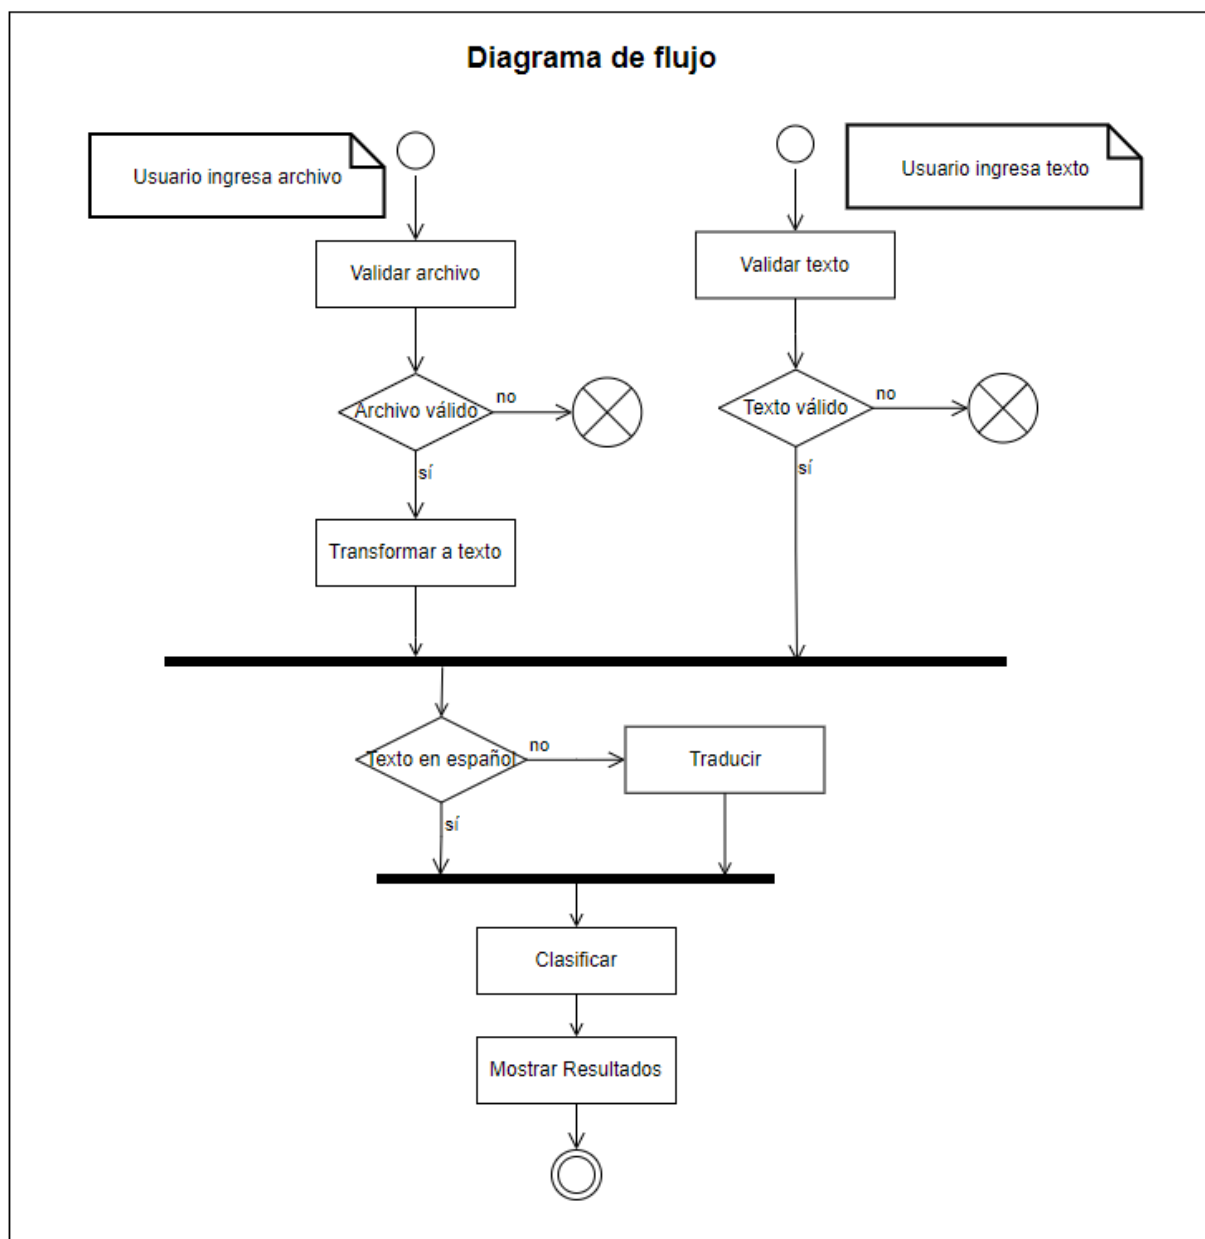 Diagrama de flujo
Usuario ingresa archivo
Usuario ingresa texto
Validar archivo
Validar texto
Archivo válido
no
Texto válido
no
sí
sí
Transformar a texto
Texto en español
no
Traducir
sí
Clasificar
Mostrar Resultados